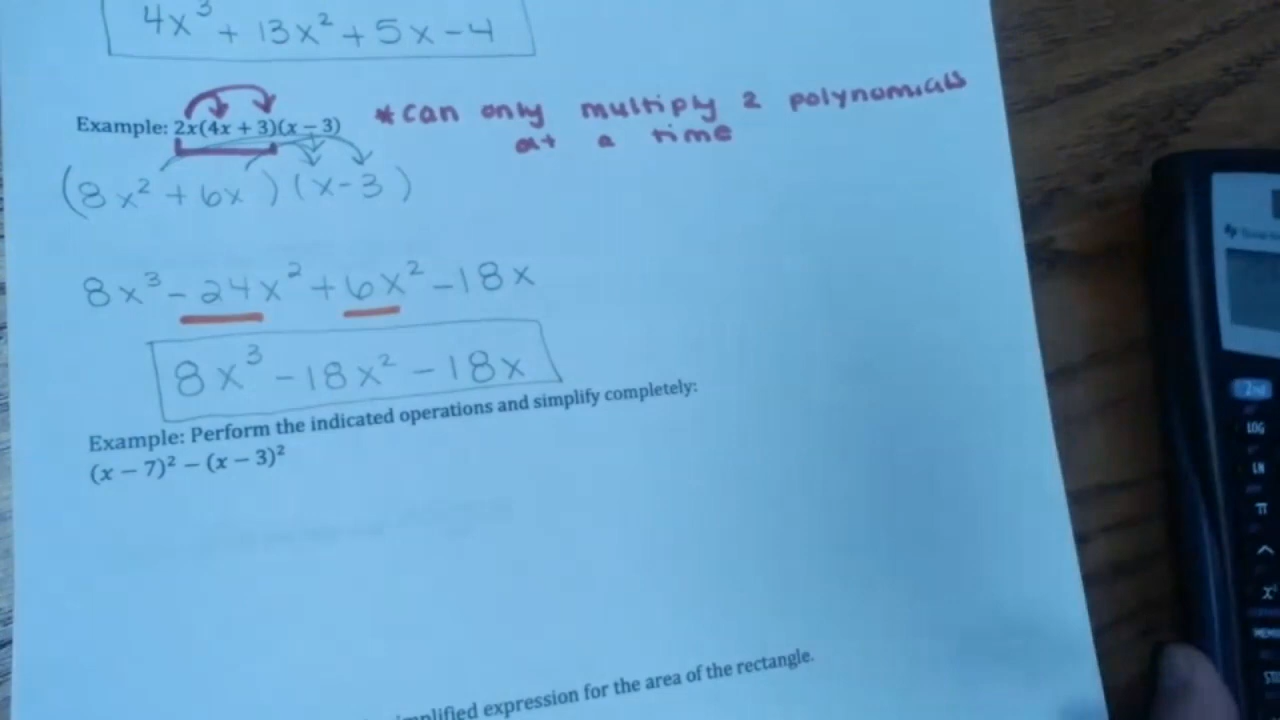 4x³ + 13x² + 5x - 4
Example: 2x(4x + 3)(x - 3)
*can only multiply 2 polynomials
at a time
(8x² + 6x ) (x-3 )
8x³ - 24x² + 6x² - 18x
8x³ - 18x² - 18x
Example: Perform the indicated operations and simplify completely:
(x − 7)² − (x − 3)²
expression for the area of the rectangle.
2nd
LOG
LN
π
^